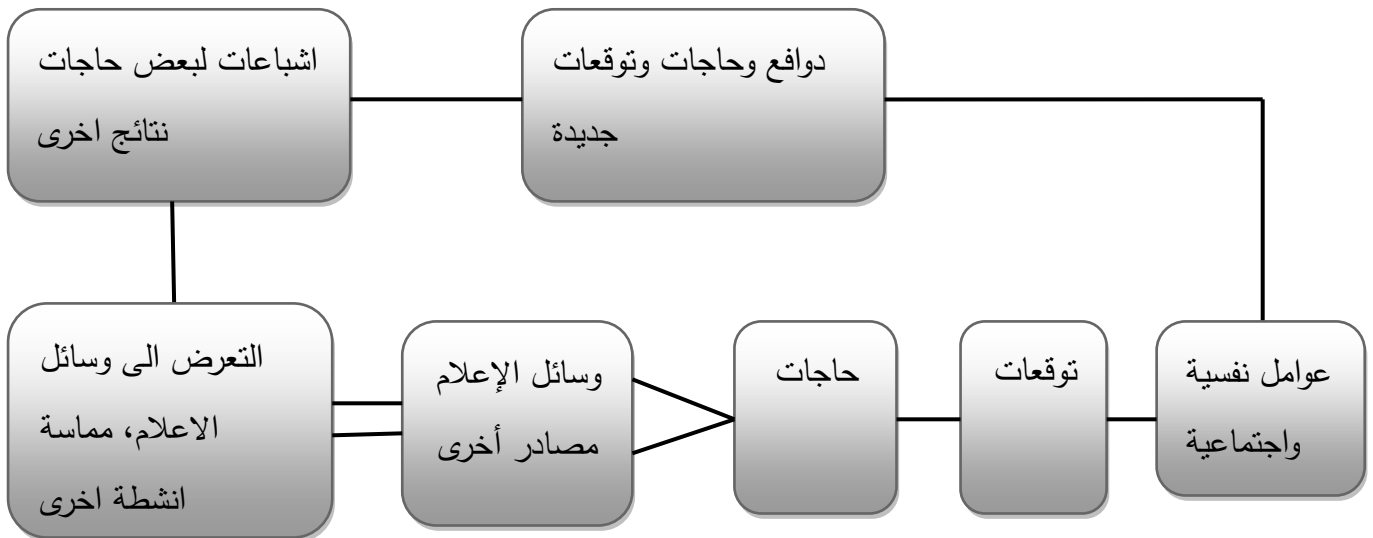 دوافع وحاجات وتوقعات
جديدة
اشباعات لبعض حاجات
نتائج اخرى
عوامل نفسية
واجتماعية
توقعات
حاجات
وسائل الإعلام
مصادر أخرى
التعرض الى وسائل
الاعلام، مماسة
انشطة اخرى